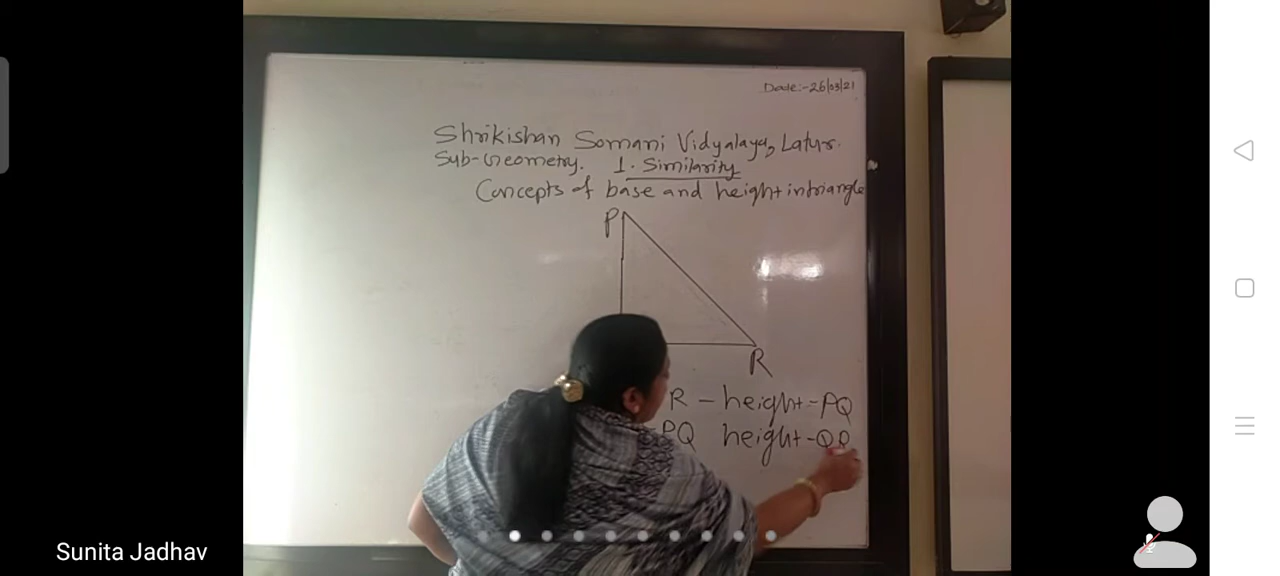 Date:-26/03/21
Shrikishan Somani Vidyalaya, Latur.
Sub-Geometry. 1. Similarity
Concepts of base and height in triangle
P
R
R - height = PQ
PQ height - QR
Sunita Jadhav